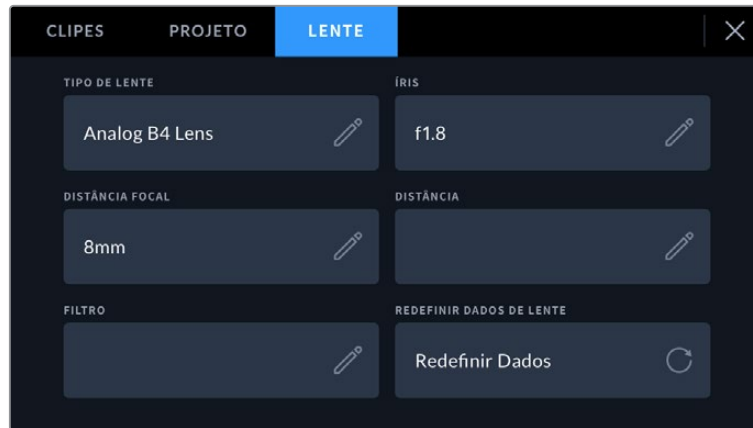 CLIPES PROJETO LENTE
TIPO DE LENTE ÍRIS
Analog B4 Lens f1.8
DISTÂNCIA FOCAL DISTÂNCIA
8mm
FILTRO REDEFINIR DADOS DE LENTE
Redefinir Dados